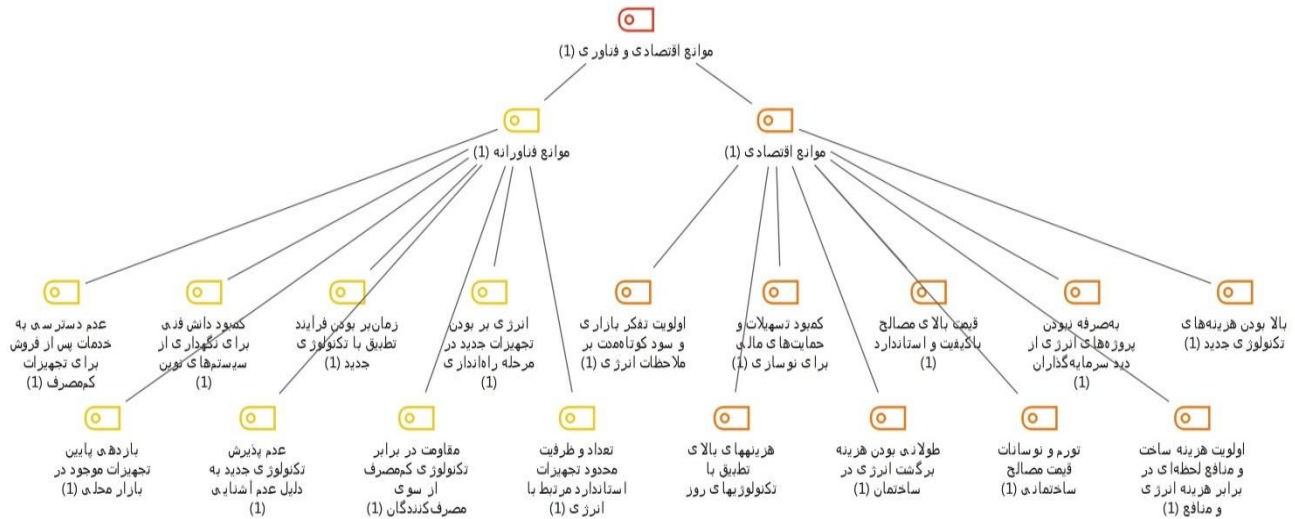 موانع اقتصادی و فناوری (1)
موانع اقتصادی (1)
موانع فناورانه (1)
بالا بودن هزینه‌های
تکنولوژی جدید (1)
به‌صرفه نبودن
پروژه‌های انرژی از
دید سرمایه‌گذاران
(1)
قیمت بالای مصالح
باکیفیت و استاندارد
(1)
کمبود تسهیلات و
حمایت‌های مالی
برای نوسازی (1)
اولویت تفکر بازاری
و سود کوتاه‌مدت بر
ملاحظات انرژی (1)
انرژی بر بودن
تجهیزات جدید در
مرحله راه‌اندازی
(1)
زمان‌بر بودن فرآیند
تطبیق با تکنولوژی
جدید (1)
کمبود دانش فنی
برای نگهداری از
سیستم‌های نوین
(1)
عدم دسترسی به
خدمات پس از فروش
برای تجهیزات
کم‌مصرف (1)
اولویت هزینه ساخت
و منافع لحظه‌ای در
برابر هزینه انرژی
و منافع (1)
تورم و نوسانات
قیمت مصالح
ساختمانی (1)
طولانی بودن هزینه
برگشت انرژی در
ساختمان (1)
هزینههای بالای
تطبیق با
تکنولوژیهای روز
تعداد و ظرفیت
محدود تجهیزات
استاندارد مرتبط با
انرژی (1)
مقاومت در برابر
تکنولوژی کم‌مصرف
از سوی
مصرف‌کنندگان (1)
عدم پذیرش
تکنولوژی جدید به
دلیل عدم آشنایی
(1)
بازدهی پایین
تجهیزات موجود در
بازار محلی (1)